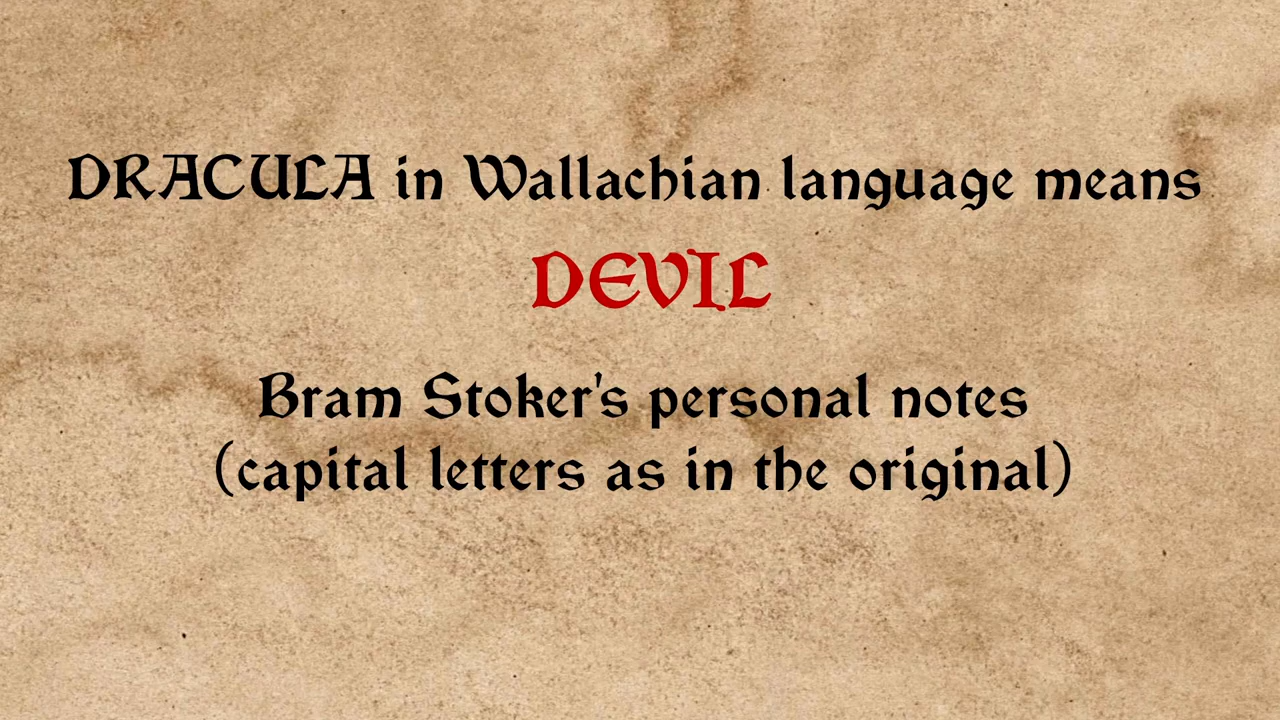 DRACULA in Wallachian language means
DEVIL
Bram Stoker's personal notes
(capital letters as in the original)